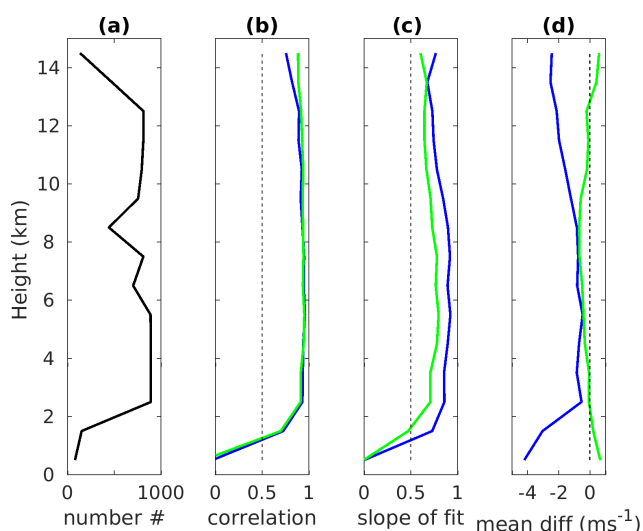 (a) (b) (c) (d)
14
12
10
8
6
4
2
0
Height (km)
0 1000 0 0.5 1 0 0.5 1 -4 -2 0
number # correlation slope of fit mean diff (ms⁻¹)